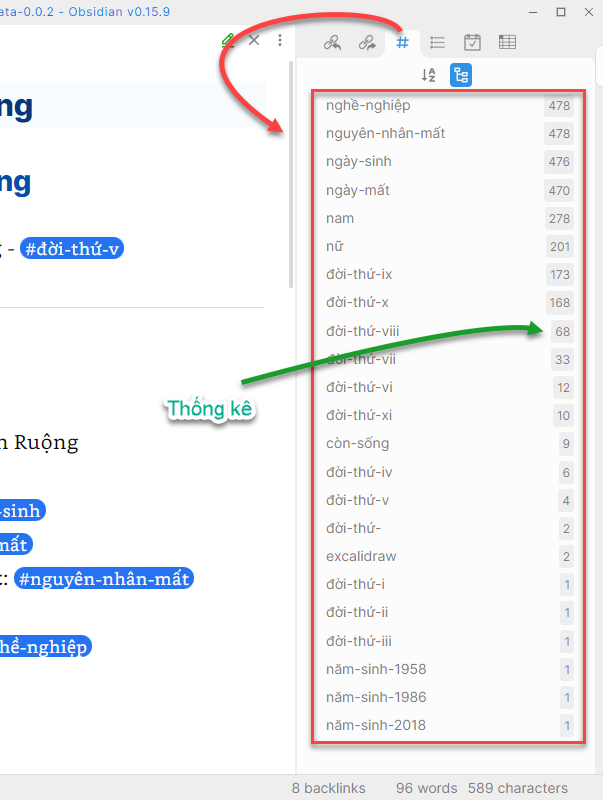 ata-0.0.2 - Obsidian v0.15.9
ng
ng
g - #đời-thứ-v
n Ruộng
-sinh
mất
: #nguyên-nhân-mất
hề-nghiệp
Thống kê
nghề-nghiệp 478
nguyên-nhân-mất 478
ngày-sinh 476
ngày-mất 470
nam 278
nữ 201
đời-thứ-ix 173
đời-thứ-x 168
đời-thứ-viii 68
đời-thứ-vii 33
đời-thứ-vi 12
đời-thứ-xi 10
còn-sống 9
đời-thứ-iv 6
đời-thứ-v 4
đời-thứ- 2
excalidraw 2
đời-thứ-i 1
đời-thứ-ii 1
đời-thứ-iii 1
năm-sinh-1958 1
năm-sinh-1986 1
năm-sinh-2018 1
8 backlinks 96 words 589 characters